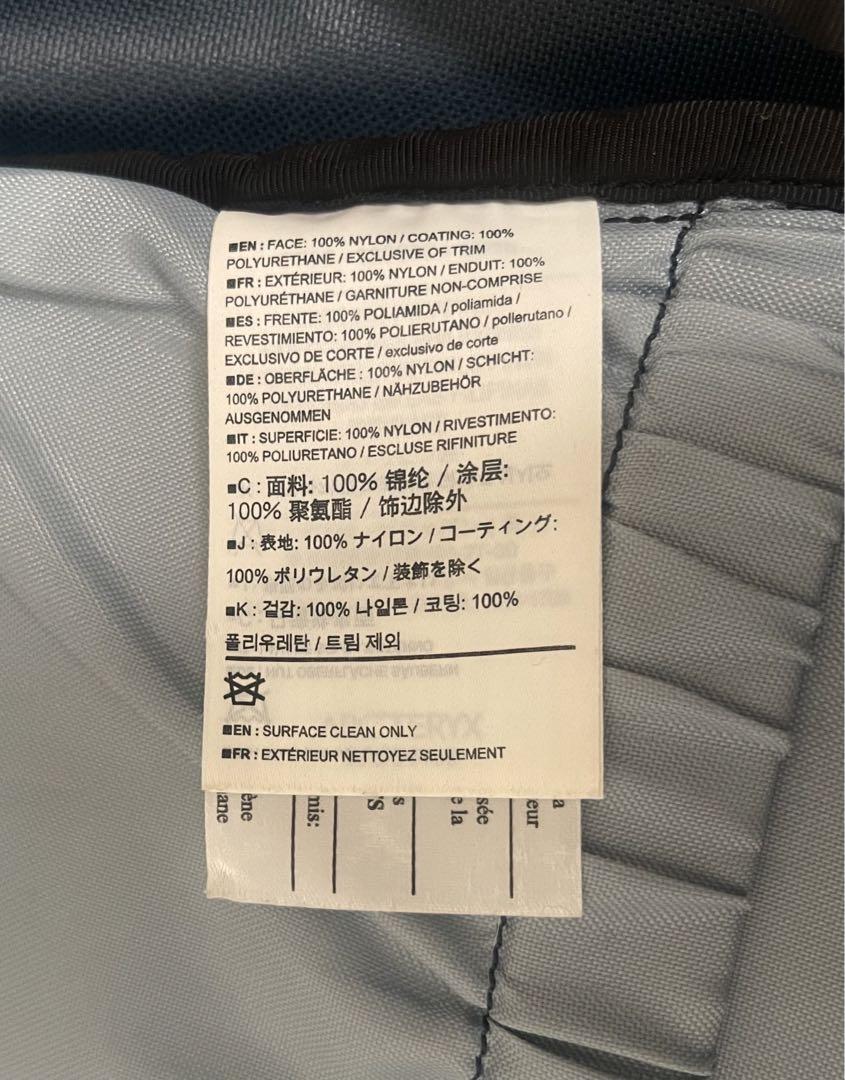 ■EN : FACE: 100% NYLON / COATING: 100%
POLYURETHANE / EXCLUSIVE OF TRIM
■FR : EXTÉRIEUR: 100% NYLON / ENDUIT: 100%
POLYURÉTHANE / GARNITURE NON-COMPRISE
■ES : FRENTE: 100% POLIAMIDA / poliamida /
REVESTIMIENTO: 100% POLIERUTANO / polierutano /
EXCLUSIVO DE CORTE / exclusivo de corte
■DE : OBERFLÄCHE : 100% NYLON / SCHICHT:
100% POLYURETHANE / NÄHZUBEHÖR
AUSGENOMMEN
■IT : SUPERFICIE: 100% NYLON / RIVESTIMENTO:
100% POLIURETANO / ESCLUSE RIFINITURE
■C : 面料: 100% 锦纶 / 涂层:
100% 聚氨酯 / 饰边除外
■J : 表地: 100% ナイロン / コーティング:
100% ポリウレタン / 装飾を除く
■K : 겉감: 100% 나일론 / 코팅: 100%
폴리우레탄 / 트림 제외
■EN : SURFACE CLEAN ONLY
■FR : EXTÉRIEUR NETTOYEZ SEULEMENT